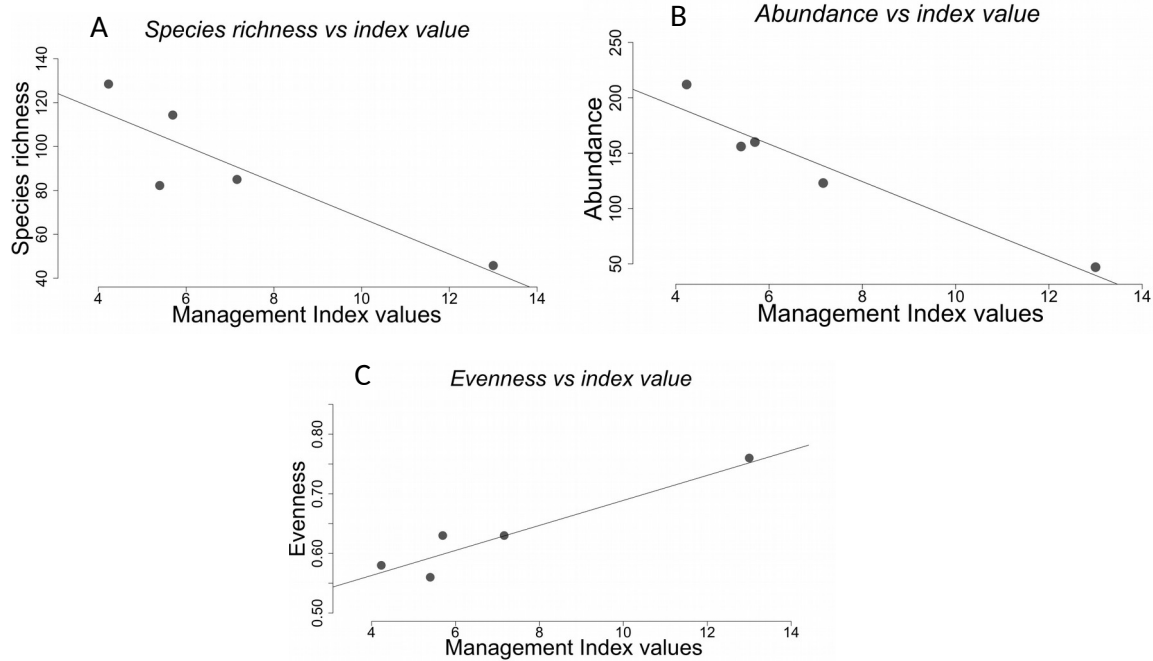 A
Species richness vs index value
Species richness
140
120
100
80
60
40
4 6 8 10 12 14
Management Index values
B
Abundance vs index value
Abundance
250
200
150
100
50
4 6 8 10 12 14
Management Index values
C
Evenness vs index value
Evenness
0.80
0.70
0.60
0.50
4 6 8 10 12 14
Management Index values